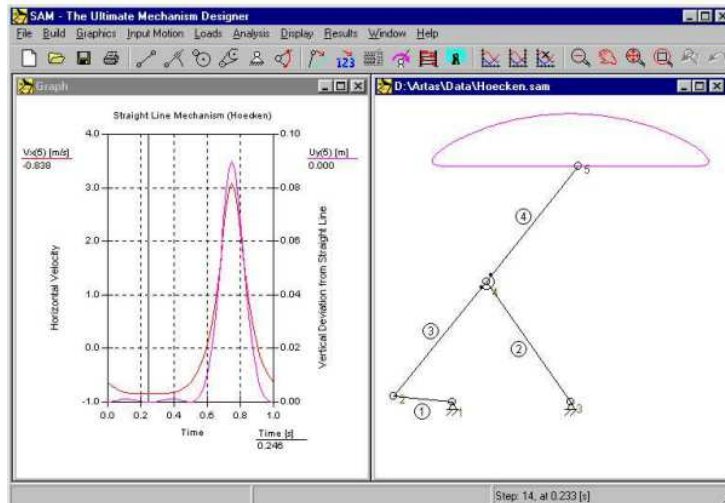 SAM - The Ultimate Mechanism Designer
File Build Graphics Input Motion Loads Analysis Display Results Window Help
123
Graph
Straight Line Mechanism (Hoecken)
4.0
0.10
Vx(5) [m/s]
-0.838
Uy(5) [m]
0.000
3.0
0.08
2.0
0.06
1.0
0.04
0.0
0.02
-1.0
0.00
Horizontal Velocity
Vertical Deviation from Straight Line
0.0 0.2 0.4 0.6 0.8 1.0
Time
Time [s]
0.246
D:\Artas\Data\Hoecken.sam
5
4
4
3
2
2
1
1
3
Step: 14, at 0.233 [s]